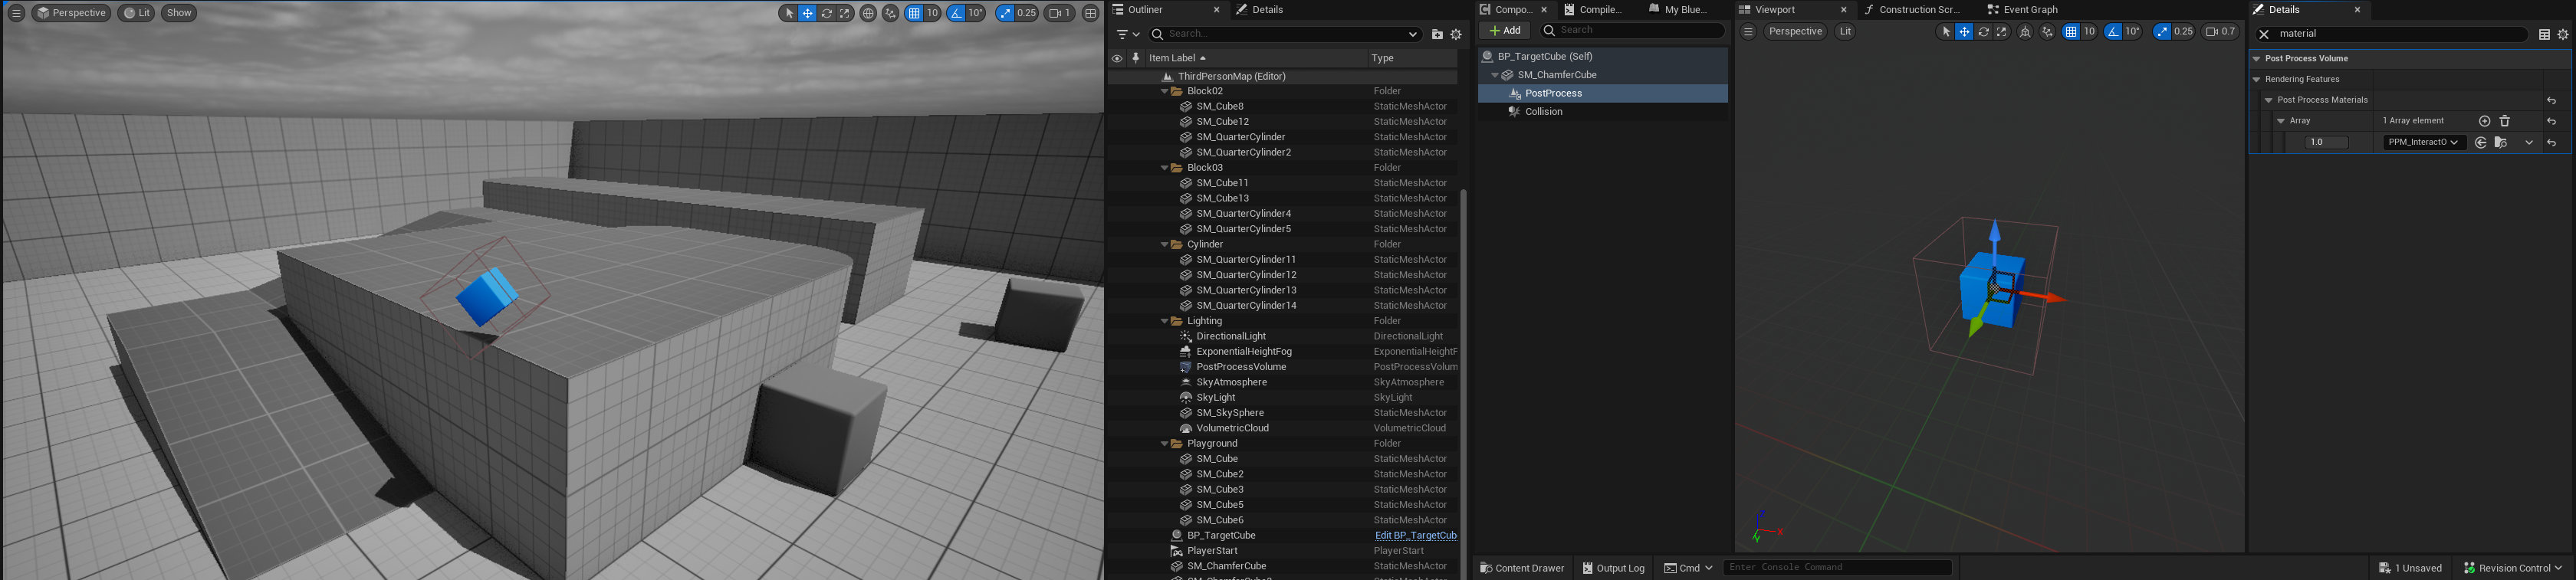 Perspective Lit Show 10 10° 0.25 1
Outliner Details
Search...
Item Label Type
ThirdPersonMap (Editor)
Block02 Folder
SM_Cube8 StaticMeshActor
SM_Cube12 StaticMeshActor
SM_QuarterCylinder StaticMeshActor
SM_QuarterCylinder2 StaticMeshActor
Block03 Folder
SM_Cube11 StaticMeshActor
SM_Cube13 StaticMeshActor
SM_QuarterCylinder4 StaticMeshActor
SM_QuarterCylinder5 StaticMeshActor
Cylinder Folder
SM_QuarterCylinder11 StaticMeshActor
SM_QuarterCylinder12 StaticMeshActor
SM_QuarterCylinder13 StaticMeshActor
SM_QuarterCylinder14 StaticMeshActor
Lighting Folder
DirectionalLight DirectionalLight
ExponentialHeightFog ExponentialHeightF
PostProcessVolume PostProcessVolum
SkyAtmosphere SkyAtmosphere
SkyLight SkyLight
SM_SkySphere StaticMeshActor
VolumetricCloud VolumetricCloud
Playground Folder
SM_Cube StaticMeshActor
SM_Cube2 StaticMeshActor
SM_Cube3 StaticMeshActor
SM_Cube5 StaticMeshActor
SM_Cube6 StaticMeshActor
BP_TargetCube Edit BP_TargetCub
PlayerStart PlayerStart
SM_ChamferCube StaticMeshActor
Compo... Compile... My Blue...
Add Search
BP_TargetCube (Self)
SM_ChamferCube
PostProcess
Collision
Viewport Construction Scr... Event Graph
Perspective Lit 10 10° 0.25 0.7
Z
X
Y
Details
material
Post Process Volume
Rendering Features
Post Process Materials
Array 1 Array element
1.0 PPM_InteractO
Content Drawer Output Log Cmd Enter Console Command 1 Unsaved Revision Control